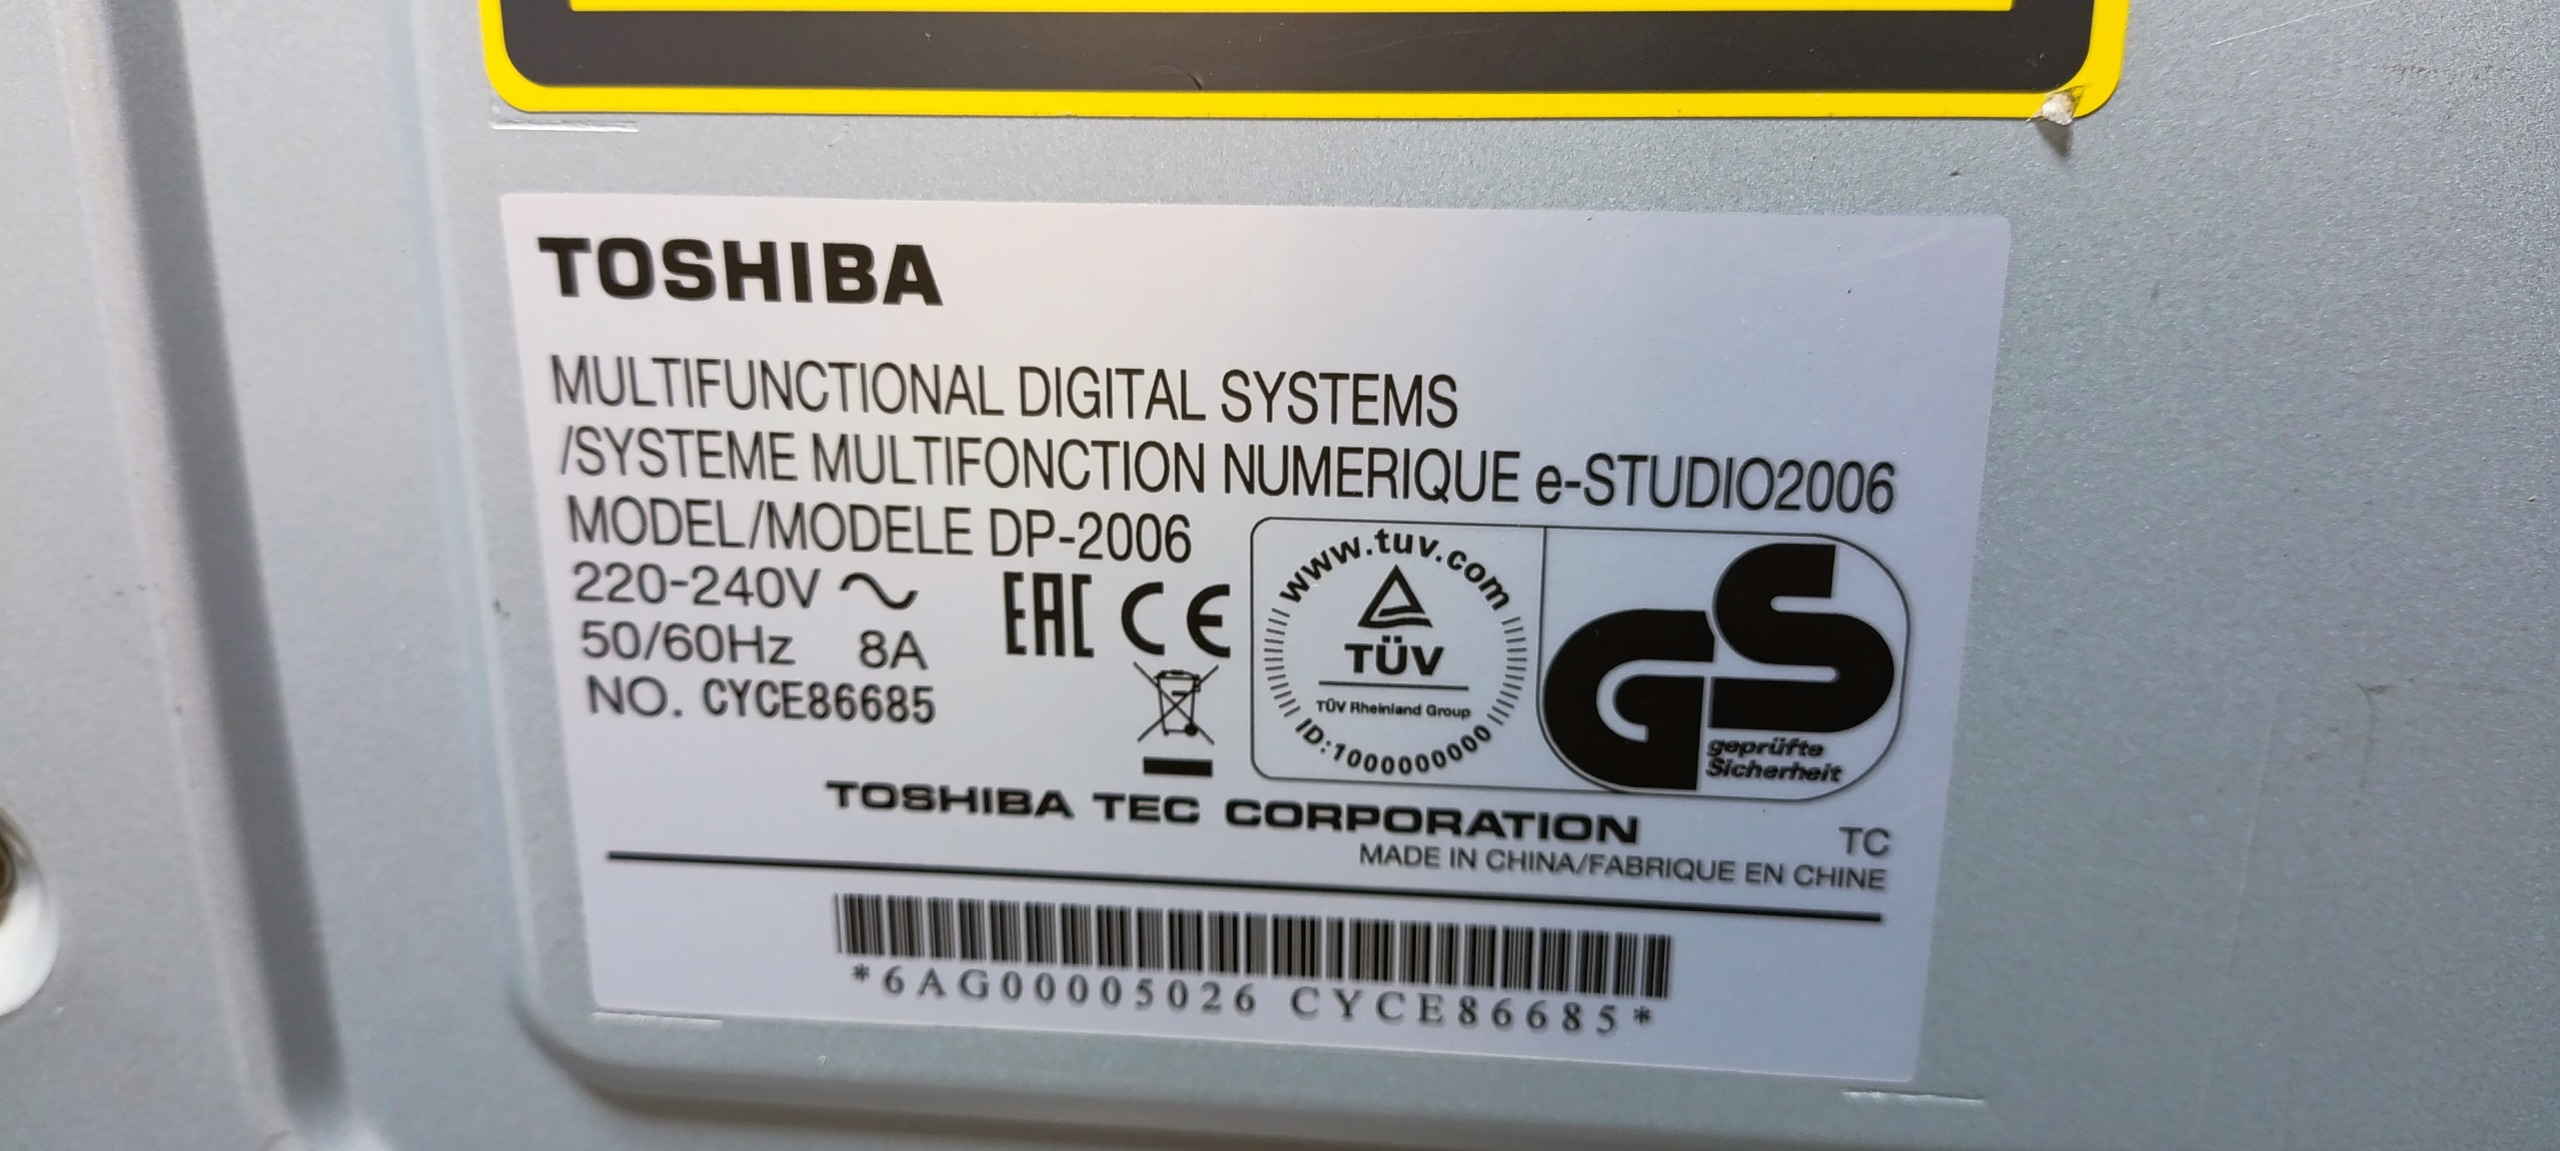 TOSHIBA
MULTIFUNCTIONAL DIGITAL SYSTEMS
/SYSTEME MULTIFONCTION NUMERIQUE e-STUDIO2006
MODEL/MODELE DP-2006
220-240V
50/60Hz 8A
NO. CYCE86685
EAC CE
www.tuv.com
TÜV
TÜV Rheinland Group
ID:1000000000
GS
geprüfte
Sicherheit
TOSHIBA TEC CORPORATION
TC
MADE IN CHINA/FABRIQUE EN CHINE
*6AG00005026 CYCE86685*